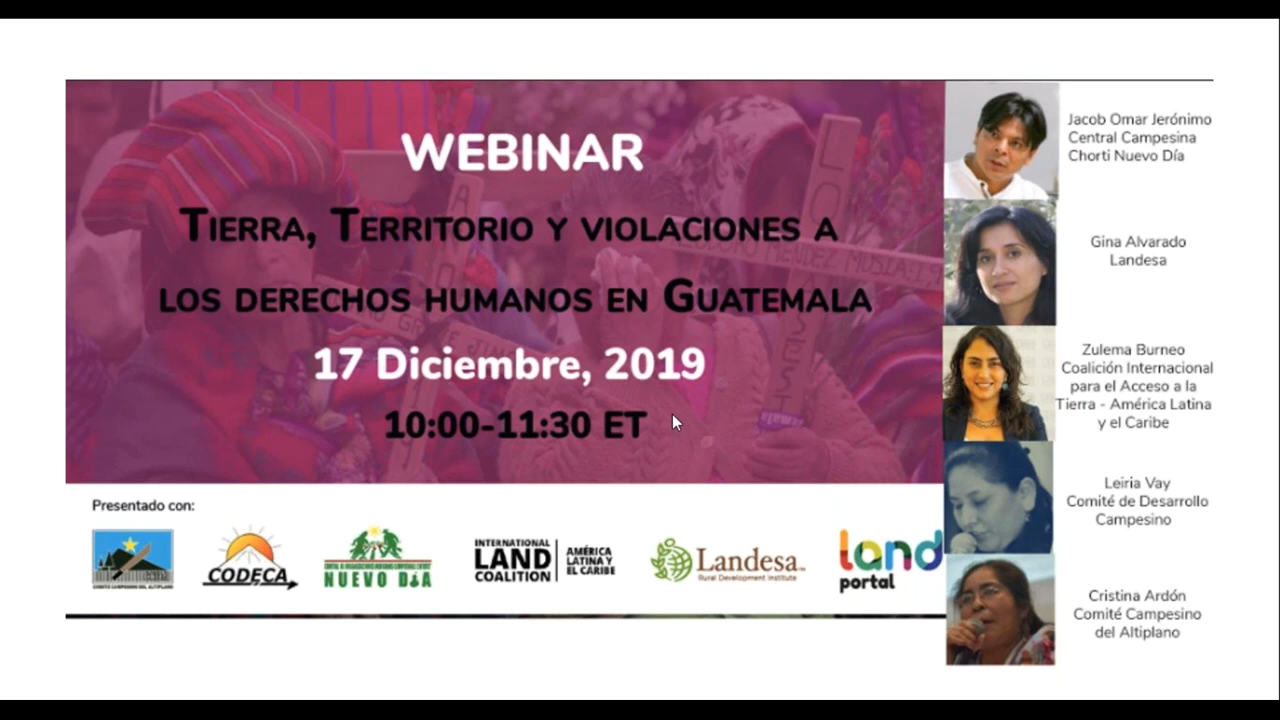 WEBINAR
Tierra, Territorio y violaciones a
los derechos humanos en Guatemala
17 Diciembre, 2019
10:00-11:30 ET
Presentado con:
CODECA
NUEVO DÍA
INTERNATIONAL
LAND
COALITION
AMÉRICA
LATINA Y
EL CARIBE
Landesa
Rural Development Institute
land
portal
Jacob Omar Jerónimo
Central Campesina
Chorti Nuevo Día
Gina Alvarado
Landesa
Zulema Burneo
Coalición Internacional
para el Acceso a la
Tierra - América Latina
y el Caribe
Leiria Vay
Comité de Desarrollo
Campesino
Cristina Ardón
Comité Campesino
del Altiplano